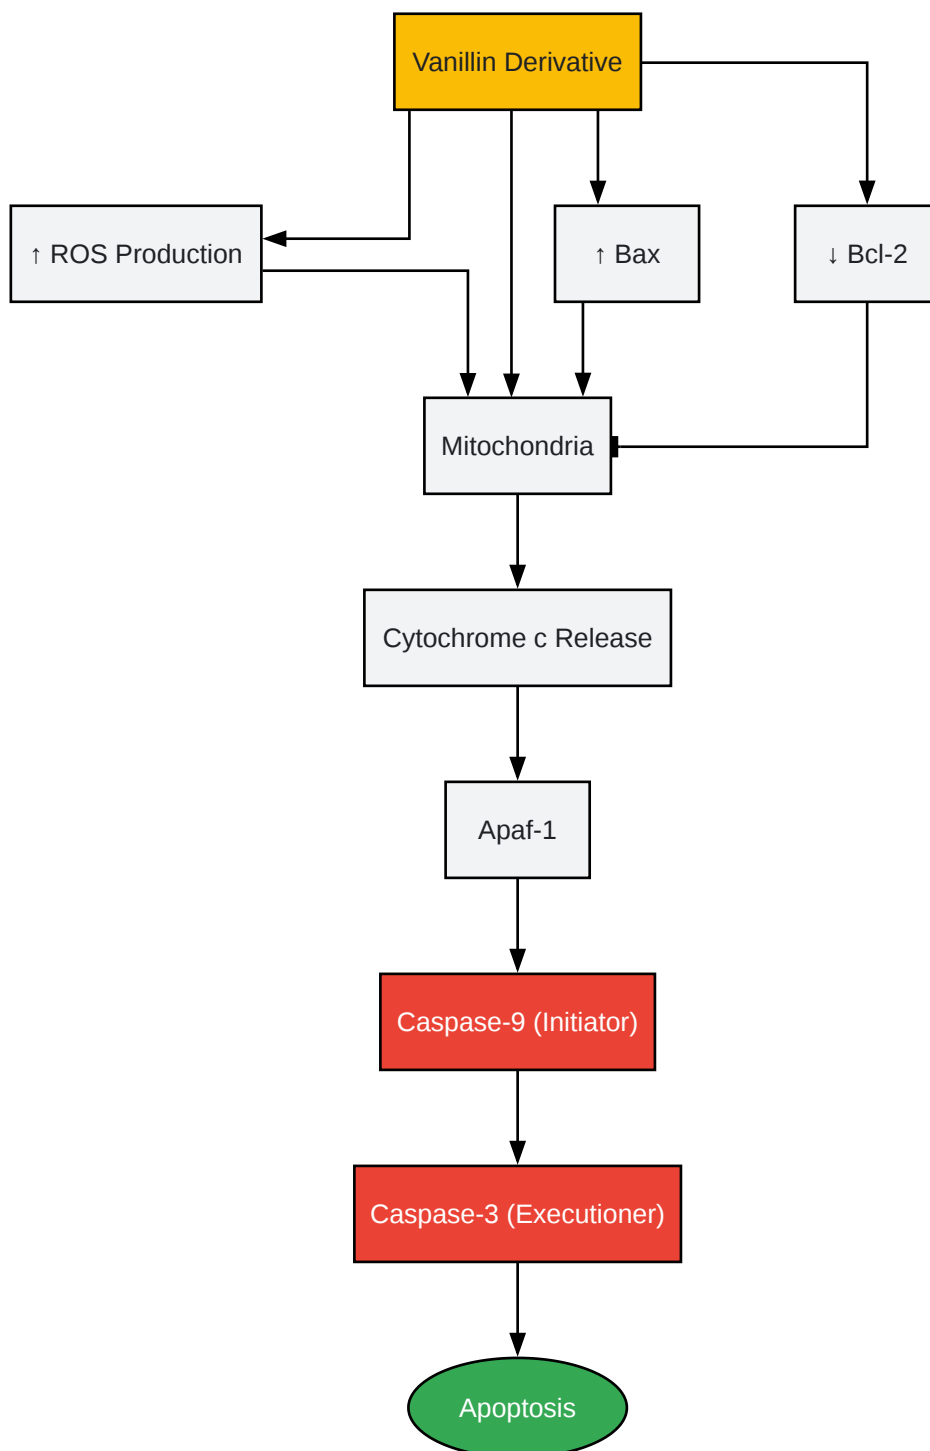 Vanillin Derivative
↑ ROS Production
↑ Bax
↓ Bcl-2
Mitochondria
Cytochrome c Release
Apaf-1
Caspase-9 (Initiator)
Caspase-3 (Executioner)
Apoptosis